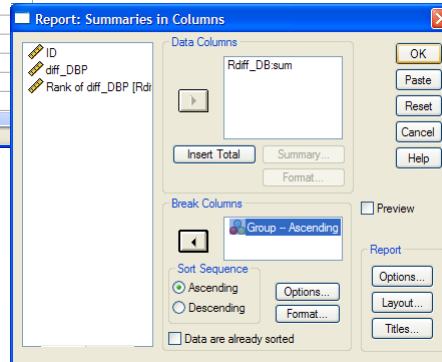 Report: Summaries in Columns
ID
diff_DBP
Rank of diff_DBP [Rdi
Data Columns
Rdiff_DB:sum
Insert Total
Summary...
Format...
Break Columns
Group -- Ascending
Sort Sequence
Ascending
Descending
Options...
Format...
Data are already sorted
OK
Paste
Reset
Cancel
Help
Preview
Report
Options...
Layout...
Titles...